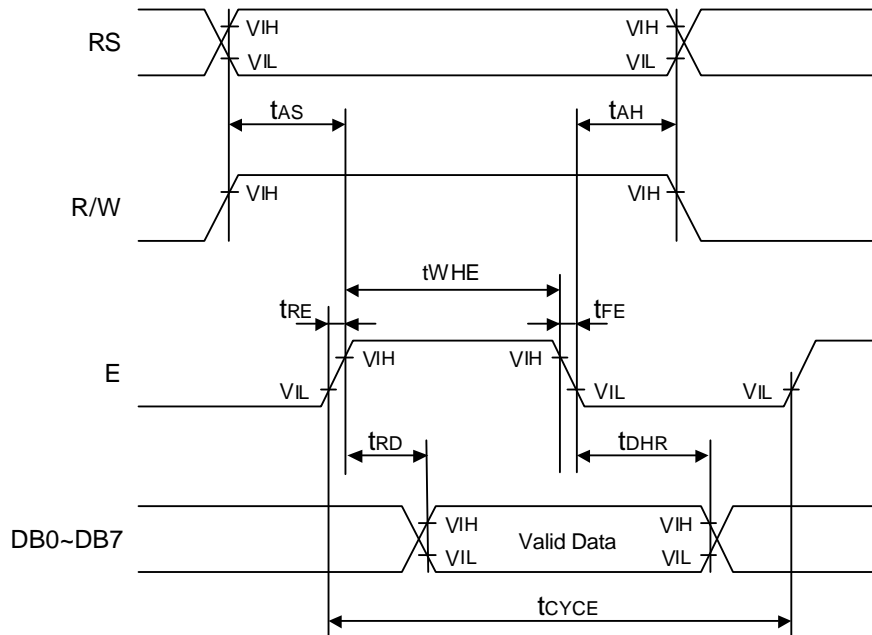 RS
VIH
VIH
VIL
VIL
tAS
tAH
R/W
VIH
VIH
tWHE
tRE
tFE
E
VIH
VIH
VIL
VIL
VIL
tRD
tDHR
DB0~DB7
VIH
VIH
Valid Data
VIL
VIL
tCYCE